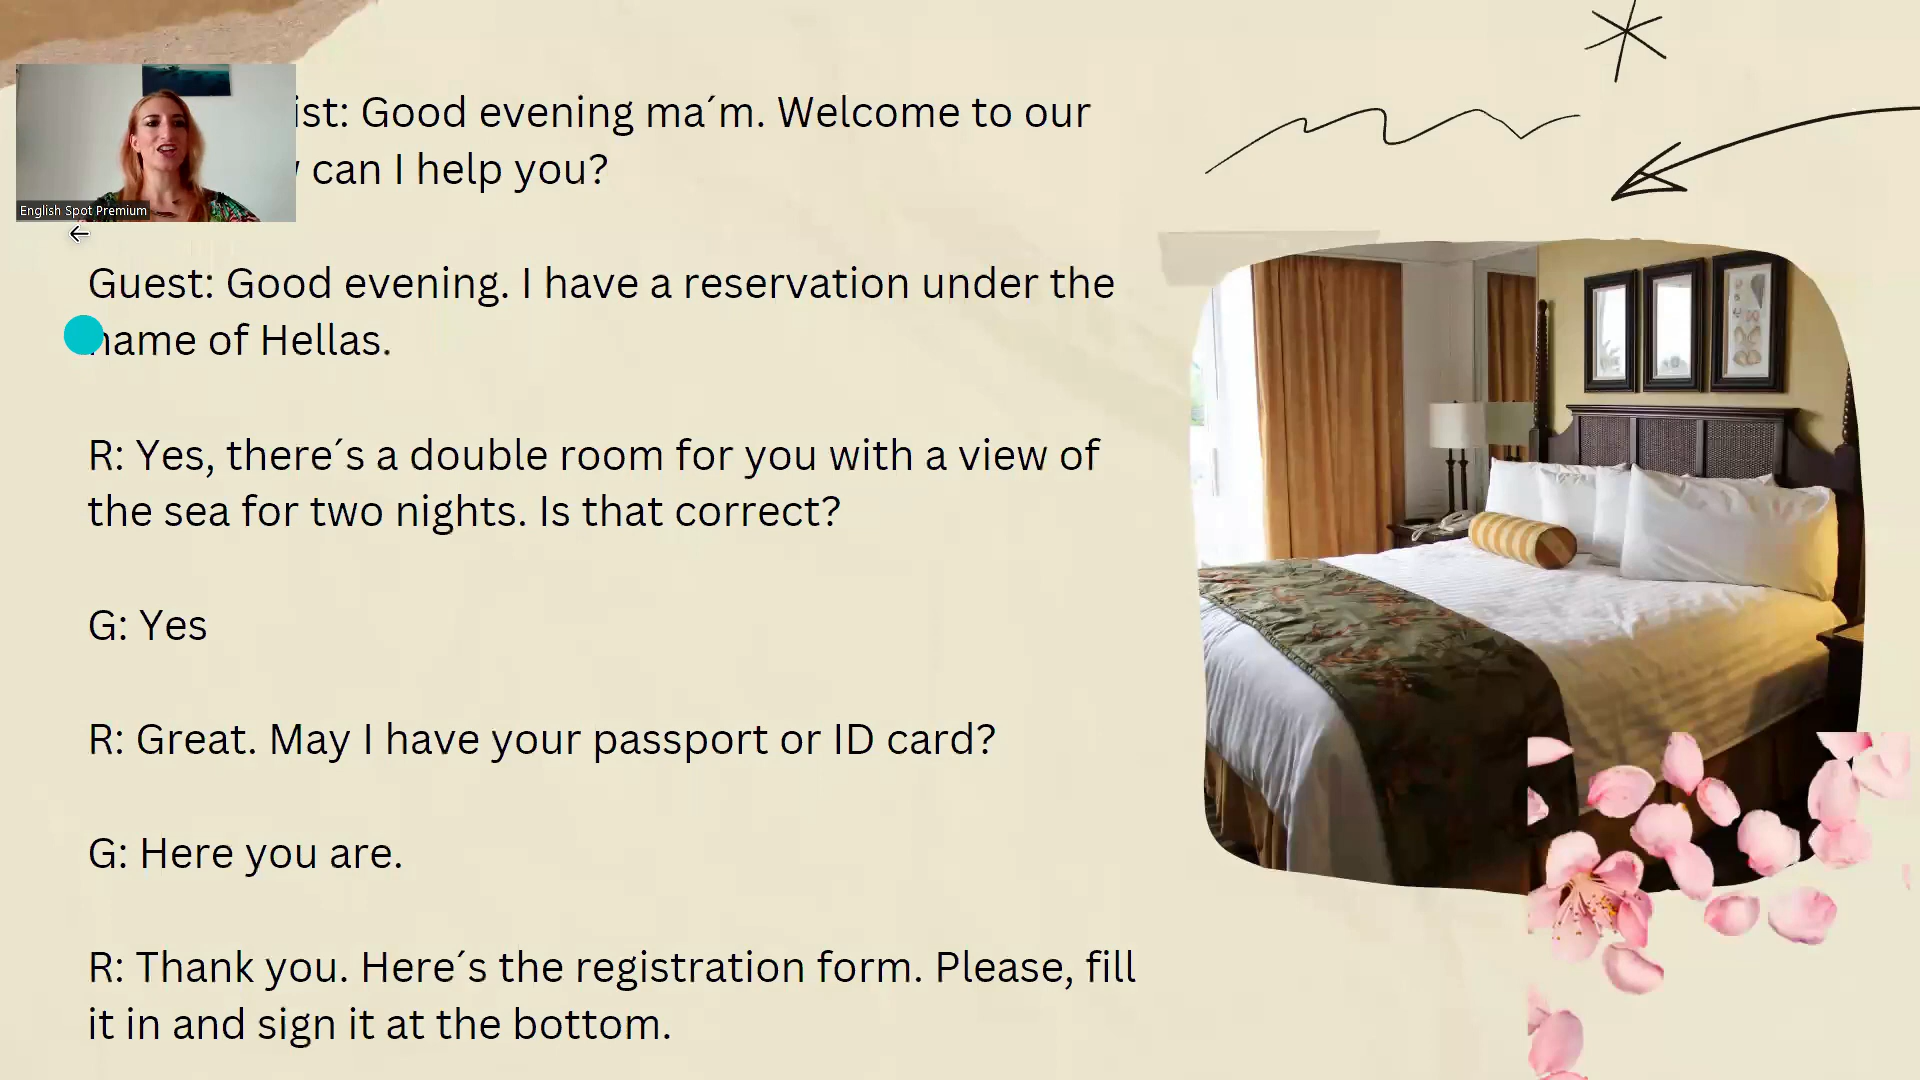 ist: Good evening ma´m. Welcome to our
can I help you?
English Spot Premium
Guest: Good evening. I have a reservation under the
name of Hellas.
R: Yes, there´s a double room for you with a view of
the sea for two nights. Is that correct?
G: Yes
R: Great. May I have your passport or ID card?
G: Here you are.
R: Thank you. Here´s the registration form. Please, fill
it in and sign it at the bottom.